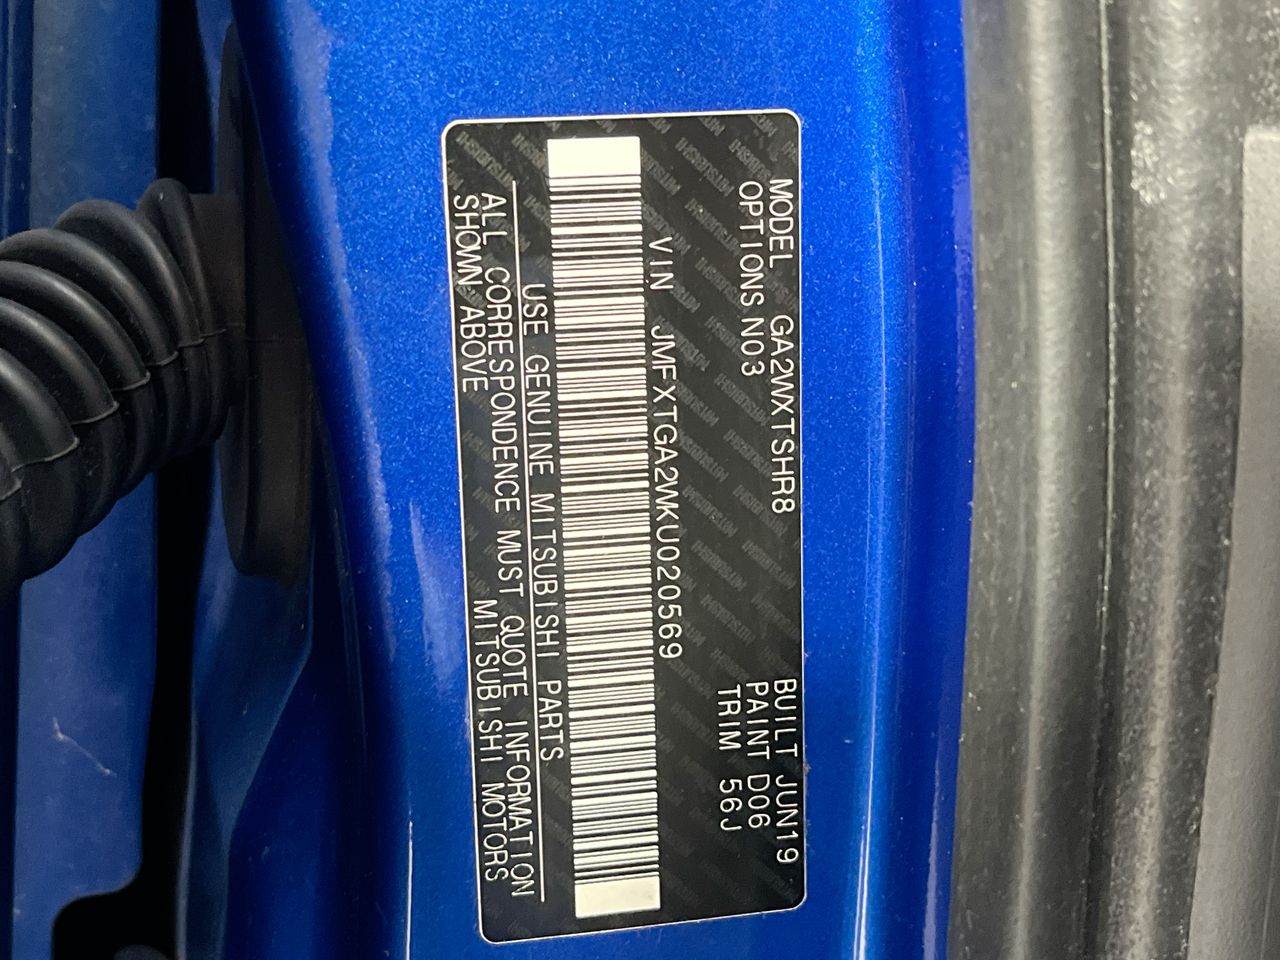 MODEL GA2WXTSHR8 BUILT JUN19
OPTIONS NO3 PAINT D06
TRIM 56J
VIN JMFXTGA2WKU020569
USE GENUINE MITSUBISHI PARTS
ALL CORRESPONDENCE MUST QUOTE INFORMATION
SHOWN ABOVE MITSUBISHI MOTORS